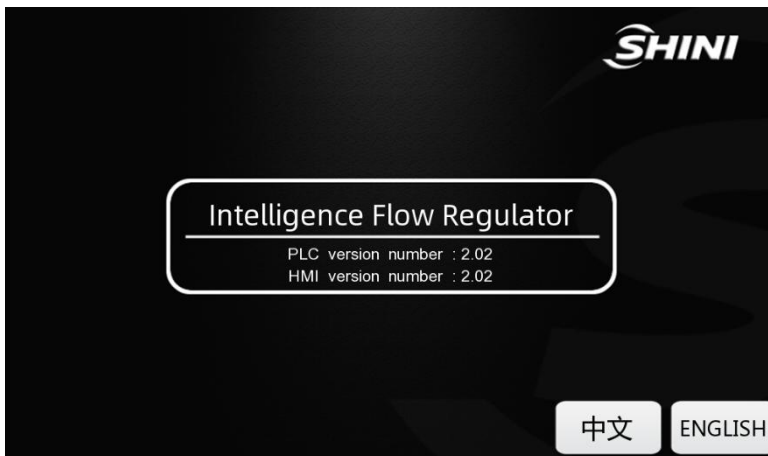 SHINI
Intelligence Flow Regulator
PLC version number : 2.02
HMI version number : 2.02
中文
ENGLISH